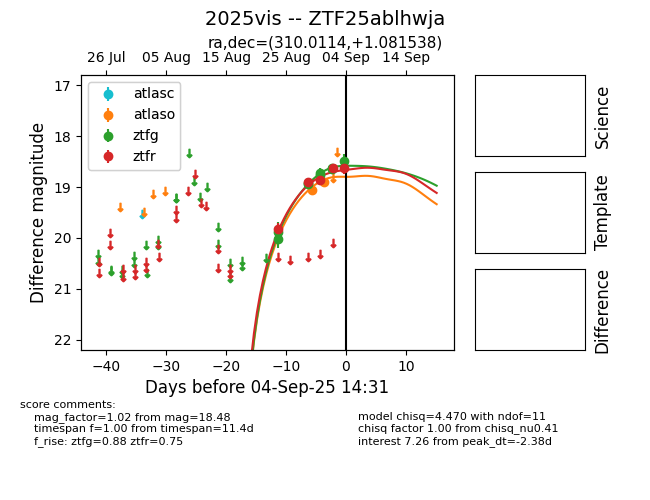 2025vis -- ZTF25ablhwja
ra,dec=(310.0114,+1.081538)
26 Jul 05 Aug 15 Aug 25 Aug 04 Sep 14 Sep
17
18
19
20
21
22
Difference magnitude
atlasc
atlaso
ztfg
ztfr
−40 −30 −20 −10 0 10
Days before 04-Sep-25 14:31
Science
Template
Difference
score comments:
mag_factor=1.02 from mag=18.48
timespan f=1.00 from timespan=11.4d
f_rise: ztfg=0.88 ztfr=0.75
model chisq=4.470 with ndof=11
chisq factor 1.00 from chisq_nu0.41
interest 7.26 from peak_dt=-2.38d